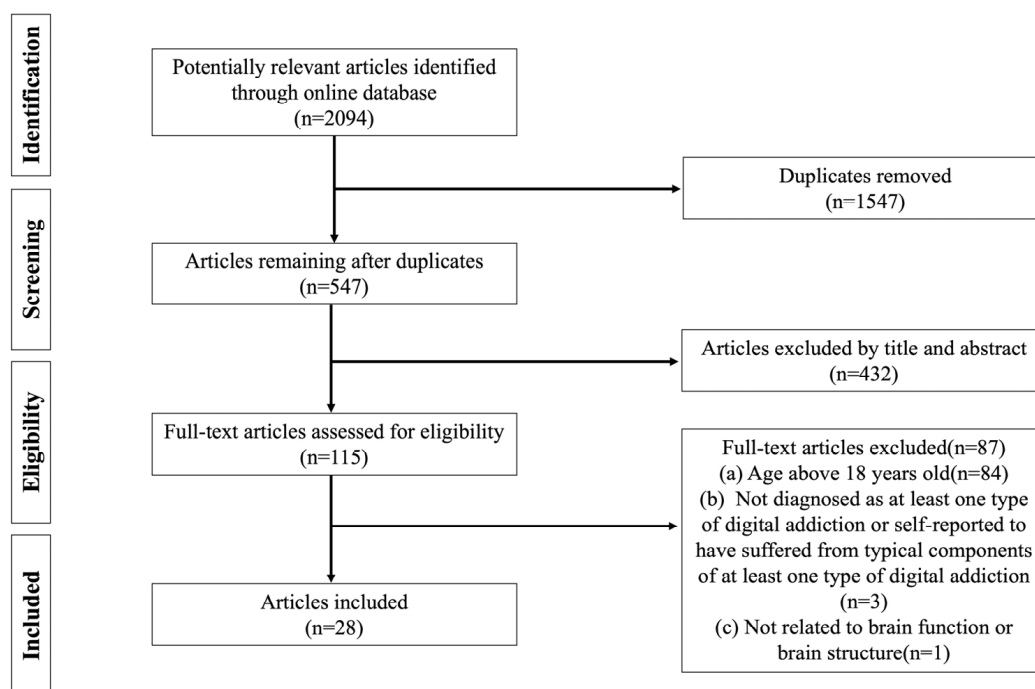 Identification
Potentially relevant articles identified
through online database
(n=2094)
Duplicates removed
(n=1547)
Screening
Articles remaining after duplicates
(n=547)
Articles excluded by title and abstract
(n=432)
Eligibility
Full-text articles assessed for eligibility
(n=115)
Full-text articles excluded(n=87)
(a) Age above 18 years old(n=84)
(b) Not diagnosed as at least one type
of digital addiction or self-reported to
have suffered from typical components
of at least one type of digital addiction
(n=3)
(c) Not related to brain function or
brain structure(n=1)
Included
Articles included
(n=28)